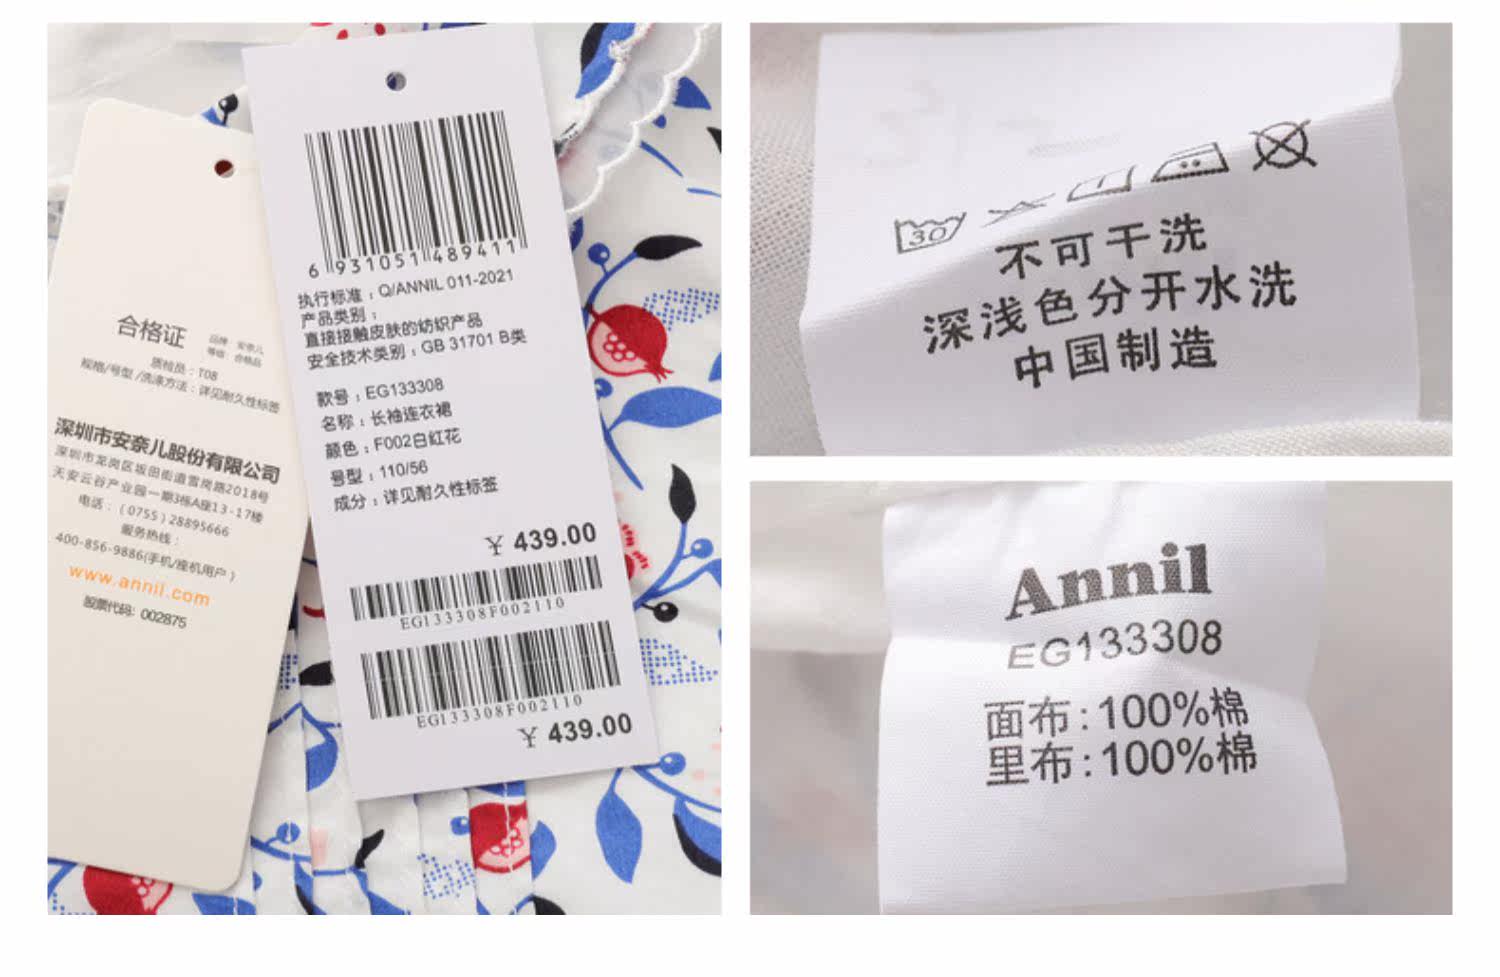 合格证
品牌 安奈儿
等级 合格品
质检员：T08
规格/号型/洗涤方法：详见耐久性标签
深圳市安奈儿股份有限公司
深圳市龙岗区坂田街道雪岗路2018号
天安云谷产业园一期3栋A座13-17楼
电话：（0755）28895666
服务热线：
400-856-9886(手机/座机用户)
www.annil.com
股票代码：002875
6 931051 489411
执行标准：Q/ANNIL 011-2021
产品类别：
直接接触皮肤的纺织产品
安全技术类别：GB 31701 B类
款号：EG133308
名称：长袖连衣裙
颜色：F002白红花
号型：110/56
成分：详见耐久性标签
¥ 439.00
EG133308F002110
EG133308F002110
¥ 439.00
30
不可干洗
深浅色分开水洗
中国制造
Annil
EG133308
面布:100%棉
里布:100%棉